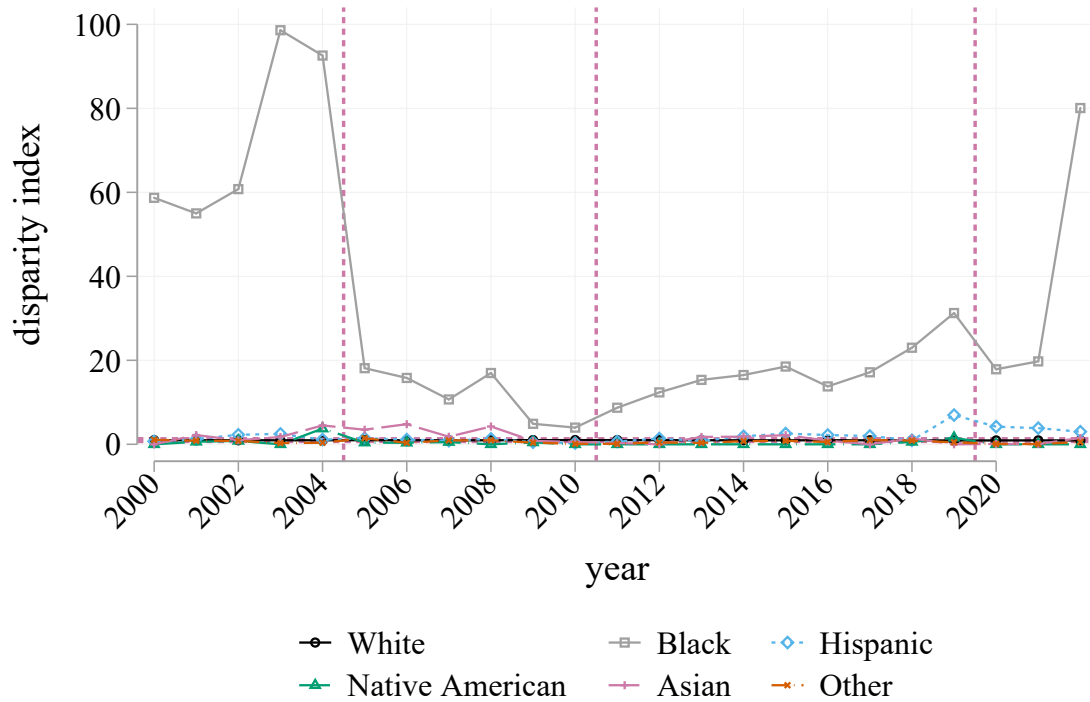 100
80
60
40
20
0
disparity index
2000 2002 2004 2006 2008 2010 2012 2014 2016 2018 2020
year
White Black Hispanic
Native American Asian Other